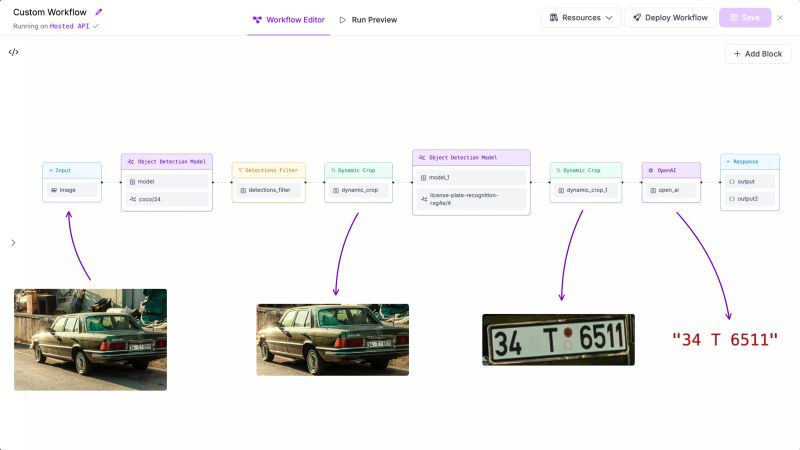 Custom Workflow
Running on Hosted API
Workflow Editor
Run Preview
Resources
Deploy Workflow
Save
</>
Add Block
Input
image
Object Detection Model
model
coco/24
Detections Filter
detections_filter
Dynamic Crop
dynamic_crop
Object Detection Model
model_1
license-plate-recognition-
rxg4e/4
Dynamic Crop
dynamic_crop_1
OpenAI
open_ai
Response
output
output2
34 T 6511
"34 T 6511"